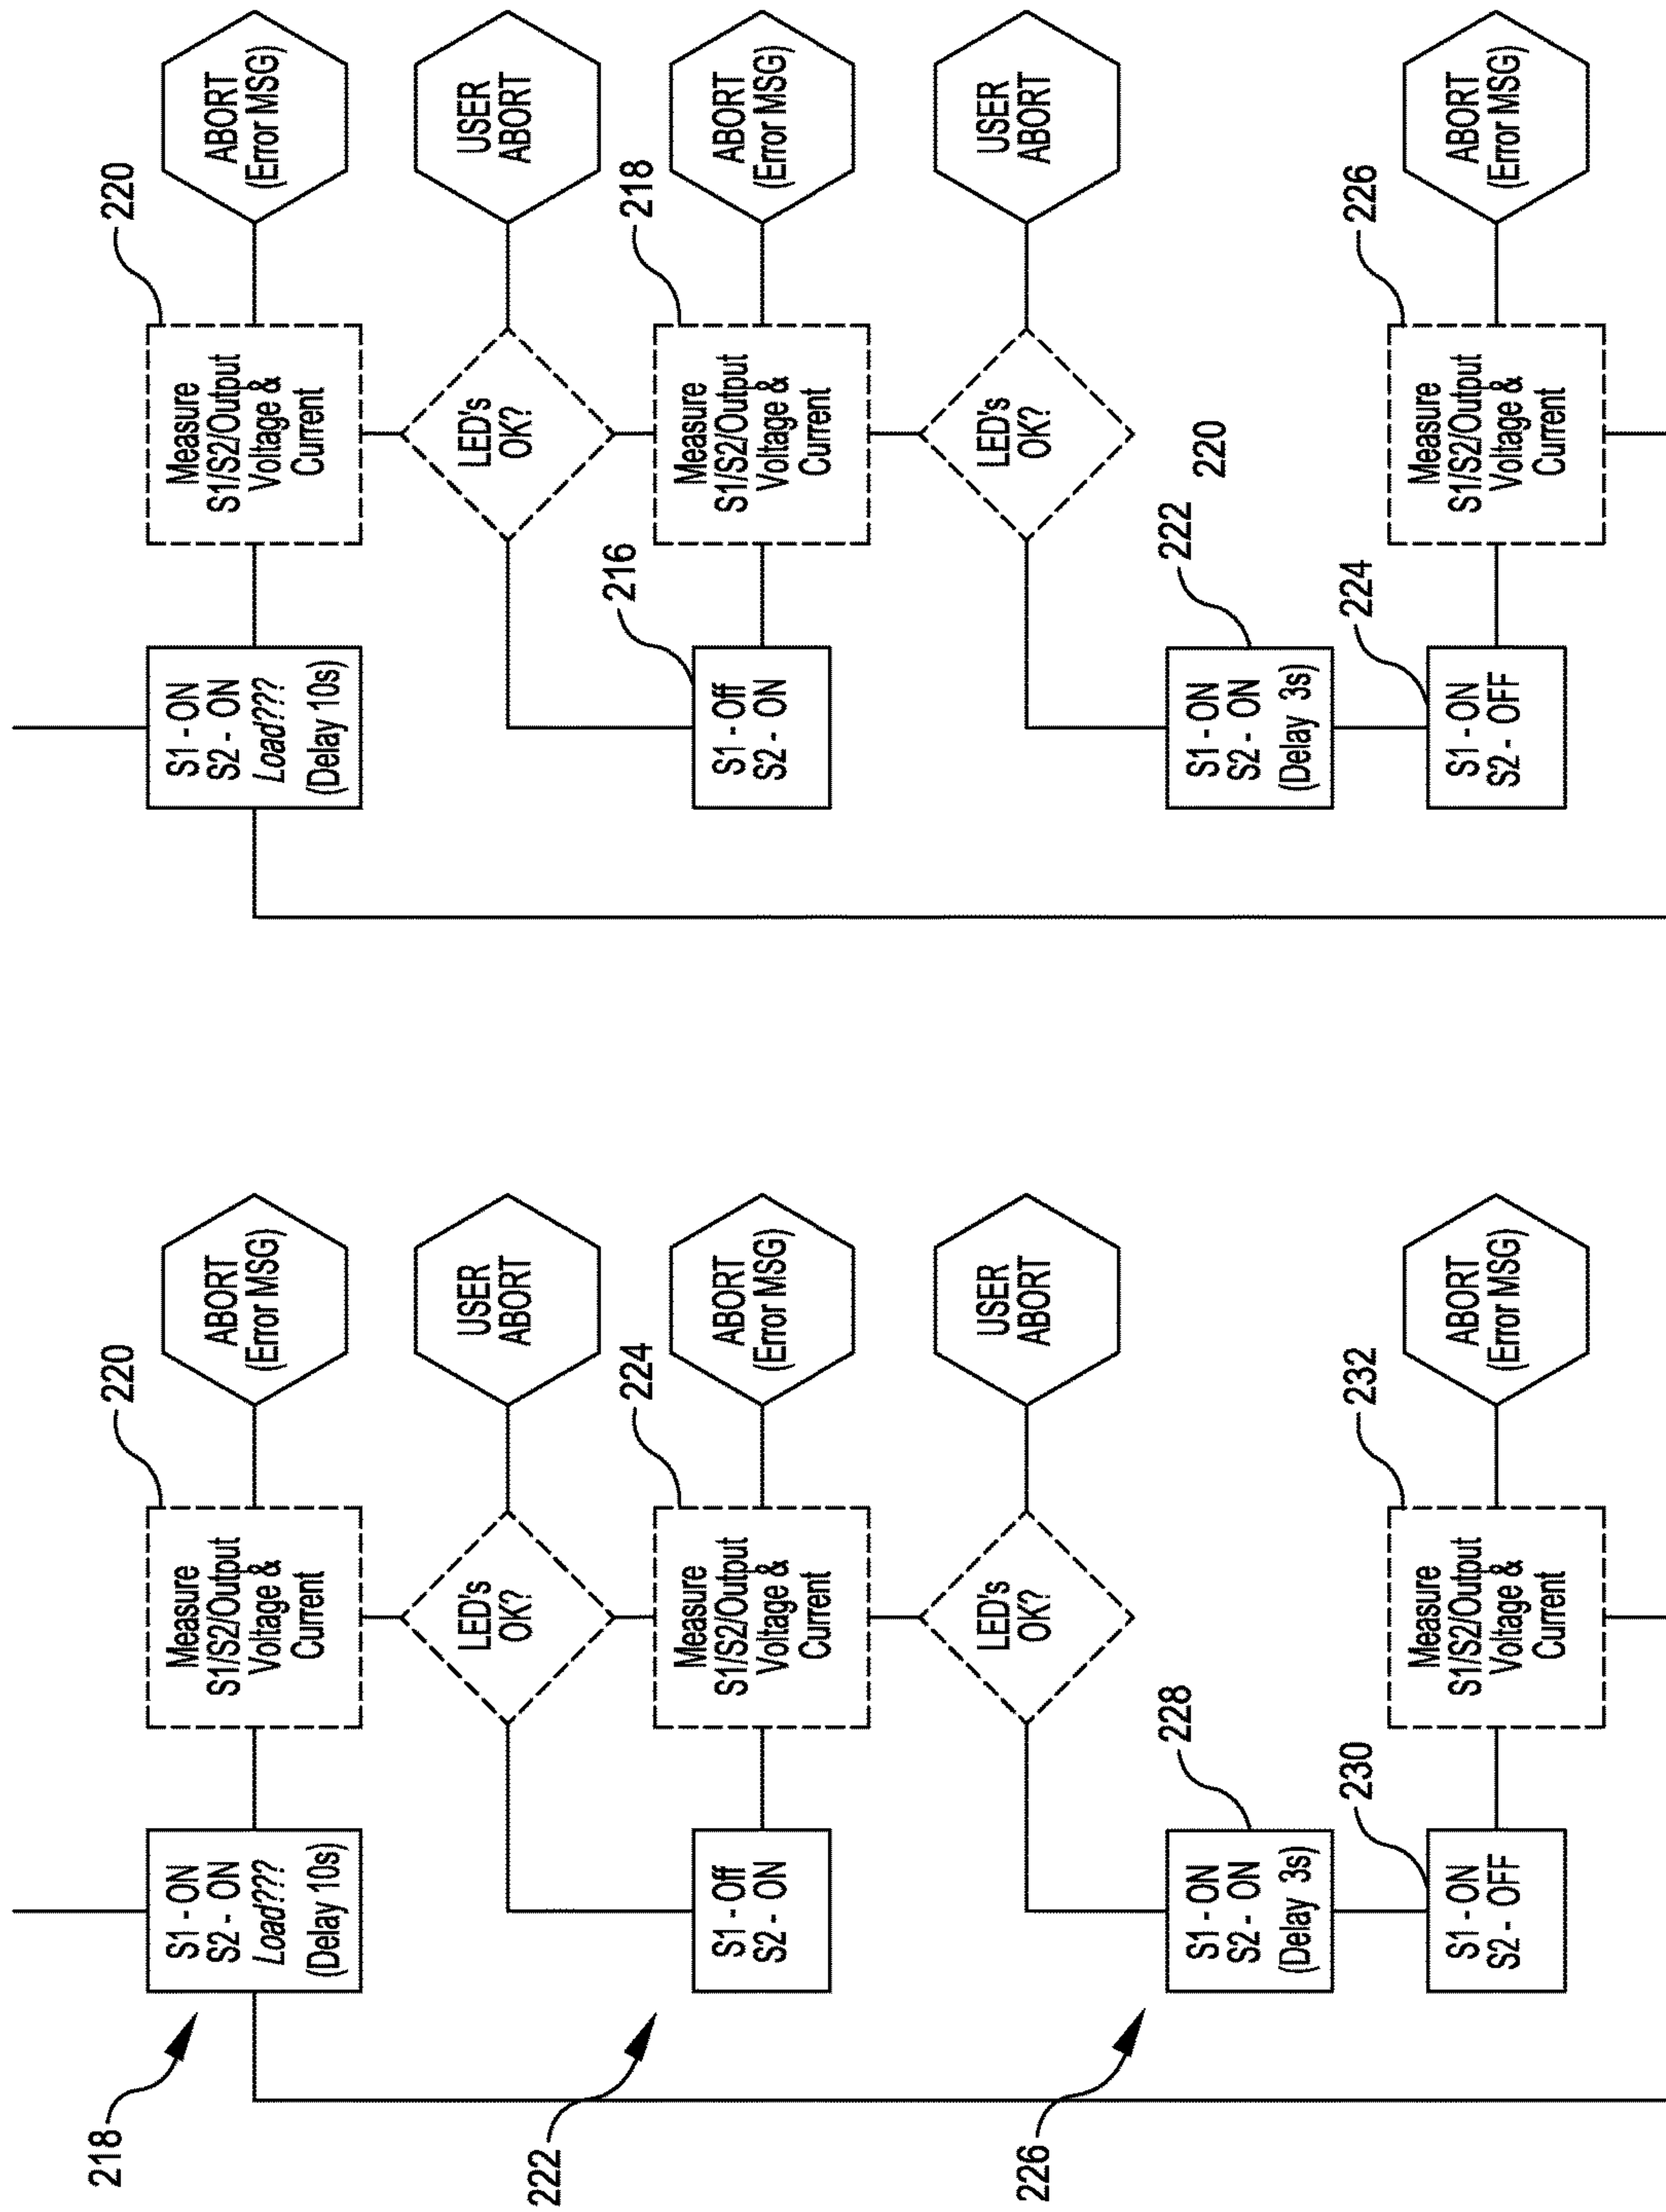 218
S1 - ON
S2 - ON
Load???
(Delay 10s)
220
Measure
S1/S2/Output
Voltage &
Current
ABORT
(Error MSG)
LED's
OK?
USER
ABORT
222
S1 - Off
S2 - ON
224
Measure
S1/S2/Output
Voltage &
Current
ABORT
(Error MSG)
LED's
OK?
USER
ABORT
226
228
S1 - ON
S2 - ON
(Delay 3s)
230
S1 - ON
S2 - OFF
232
Measure
S1/S2/Output
Voltage &
Current
ABORT
(Error MSG)
S1 - ON
S2 - ON
Load???
(Delay 10s)
220
Measure
S1/S2/Output
Voltage &
Current
ABORT
(Error MSG)
LED's
OK?
USER
ABORT
216
S1 - Off
S2 - ON
218
Measure
S1/S2/Output
Voltage &
Current
ABORT
(Error MSG)
LED's
OK?
USER
ABORT
220
222
S1 - ON
S2 - ON
(Delay 3s)
224
S1 - ON
S2 - OFF
226
Measure
S1/S2/Output
Voltage &
Current
ABORT
(Error MSG)